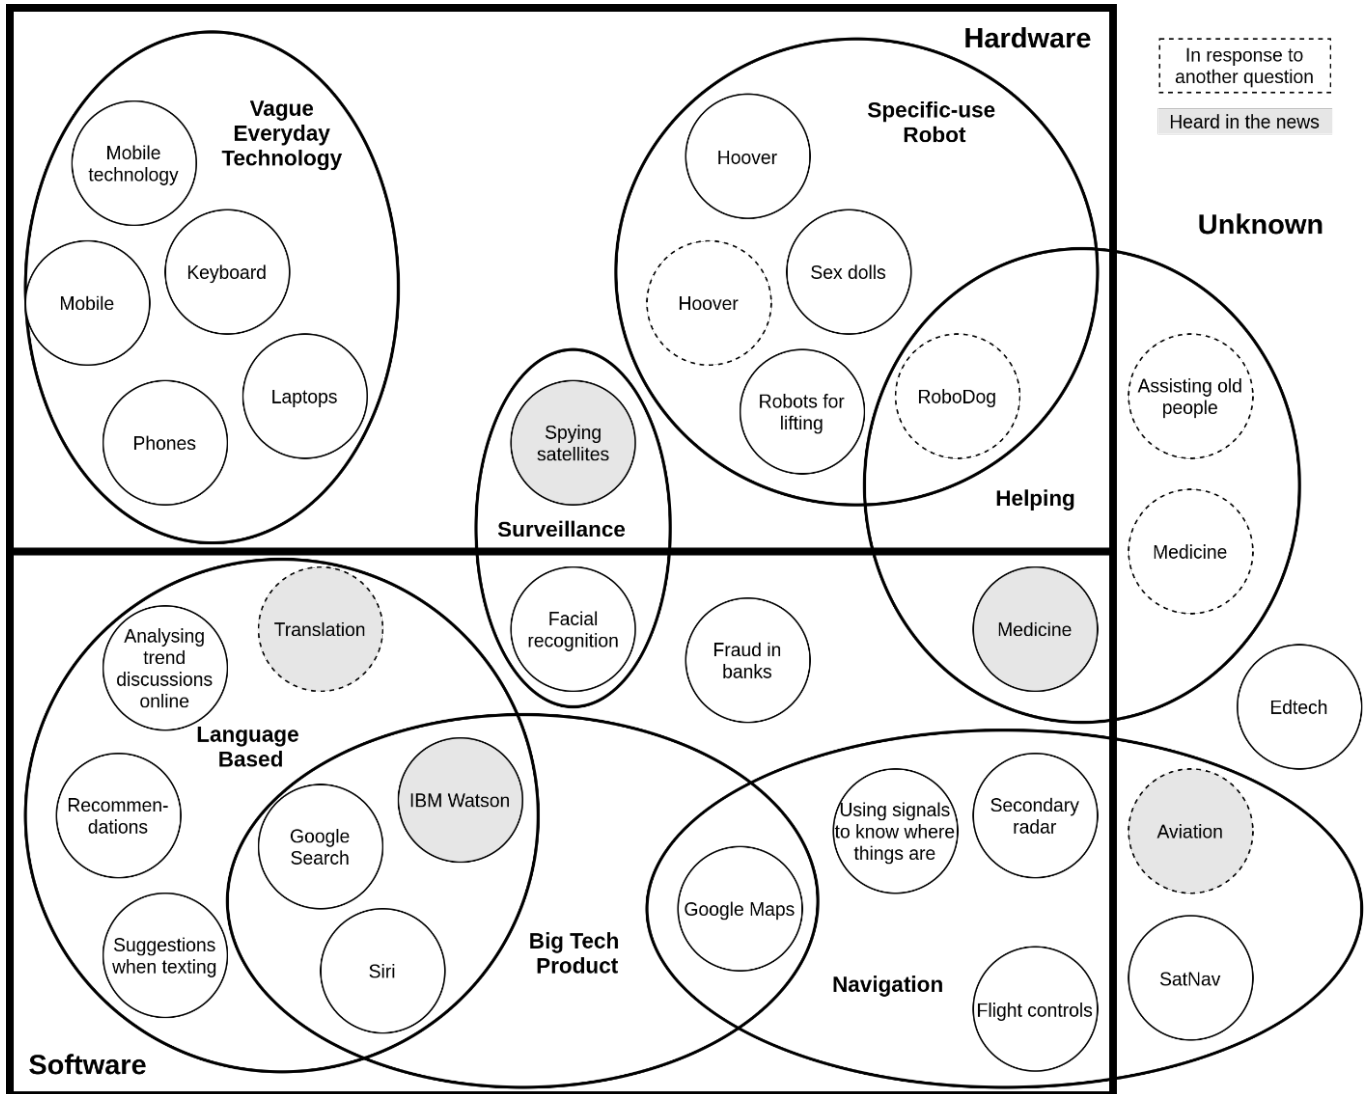 Hardware
In response to
another question
Heard in the news
Unknown
Vague
Everyday
Technology
Mobile
technology
Keyboard
Mobile
Laptops
Phones
Specific-use
Robot
Hoover
Sex dolls
Hoover
Robots for
lifting
RoboDog
Assisting old
people
Helping
Medicine
Spying
satellites
Surveillance
Facial
recognition
Fraud in
banks
Medicine
Edtech
Translation
Analysing
trend
discussions
online
Language
Based
Recommen-
dations
IBM Watson
Google
Search
Suggestions
when texting
Siri
Big Tech
Product
Google Maps
Using signals
to know where
things are
Secondary
radar
Aviation
Navigation
SatNav
Flight controls
Software